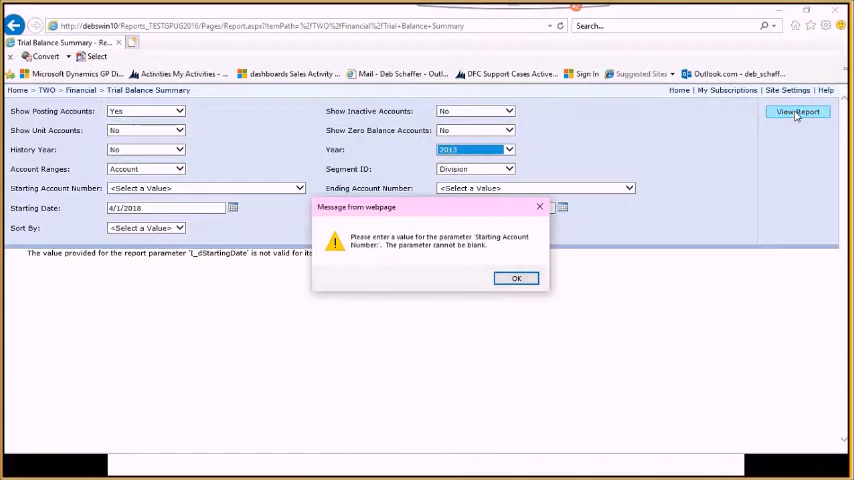 http://debswin10/Reports_TESTGPUG2016/Pages/Report.aspx?ItemPath=%2fTWO%2fFinancial%2fTrial+Balance+Summary
Search...
Trial Balance Summary - Re...
x Convert Select
Microsoft Dynamics GP Di... Activities My Activities -... dashboards Sales Activity ... Mail - Deb Schaffer - Outl... DFC Support Cases Active... Sign In Suggested Sites Outlook.com - deb_schaf...
Home > TWO > Financial > Trial Balance Summary
Home | My Subscriptions | Site Settings | Help
Show Posting Accounts: Yes Show Inactive Accounts: No View Report
Show Unit Accounts: No Show Zero Balance Accounts: No
History Year: No Year: 2013
Account Ranges: Account Segment ID: Division
Starting Account Number: <Select a Value> Ending Account Number: <Select a Value>
Starting Date: 4/1/2018
Sort By: <Select a Value>
The value provided for the report parameter 'I_dStartingDate' is not valid for its
Message from webpage
Please enter a value for the parameter 'Starting Account
Number:'. The parameter cannot be blank.
OK